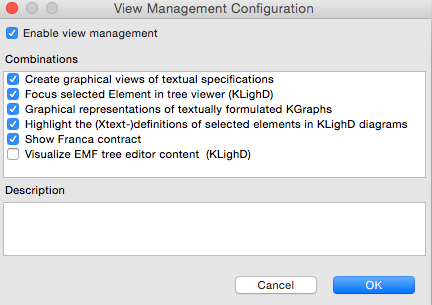 View Management Configuration
Enable view management
Combinations
Create graphical views of textual specifications
Focus selected Element in tree viewer (KLighD)
Graphical representations of textually formulated KGraphs
Highlight the (Xtext-)definitions of selected elements in KLighD diagrams
Show Franca contract
Visualize EMF tree editor content (KLighD)
Description
Cancel
OK